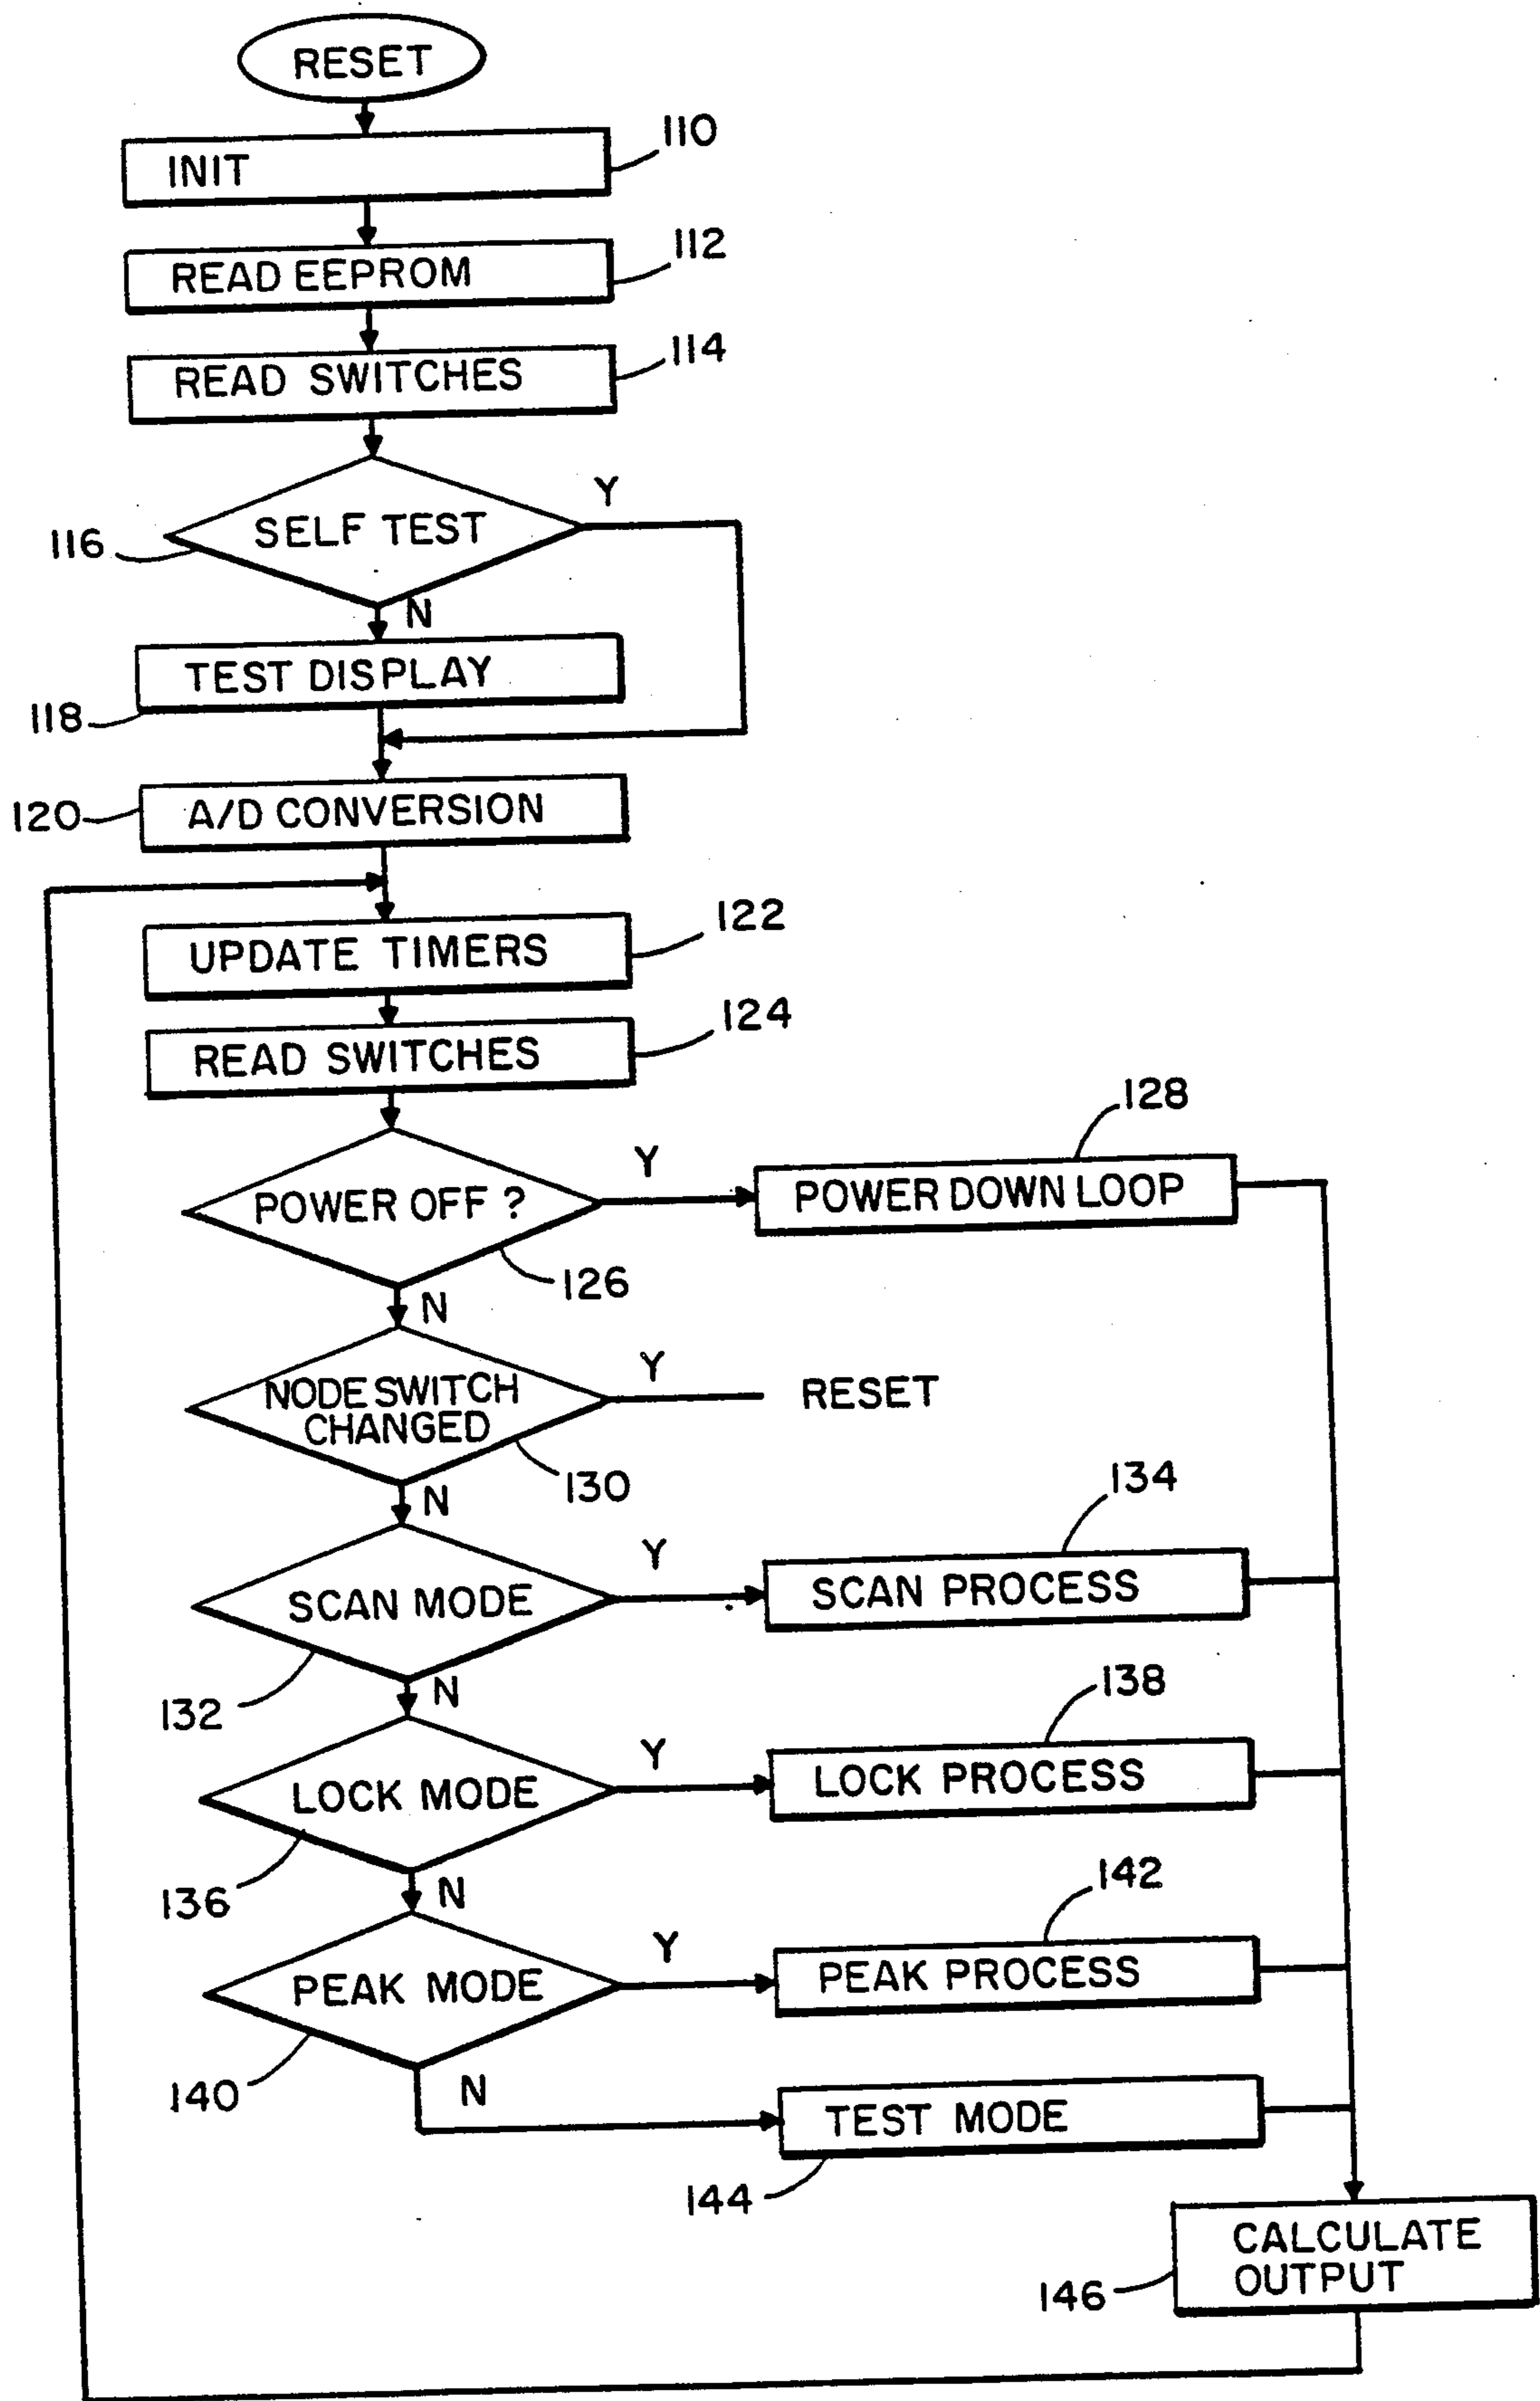 RESET
110
INIT
112
READ EEPROM
114
READ SWITCHES
Y
SELF TEST
116
N
TEST DISPLAY
118
A/D CONVERSION
120
122
UPDATE TIMERS
124
READ SWITCHES
128
Y
POWER OFF ?
POWER DOWN LOOP
126
N
Y
NODE SWITCH
CHANGED
RESET
130
N
134
Y
SCAN MODE
SCAN PROCESS
132
N
138
Y
LOCK MODE
LOCK PROCESS
136
N
142
Y
PEAK MODE
PEAK PROCESS
140
N
TEST MODE
144
CALCULATE
OUTPUT
146